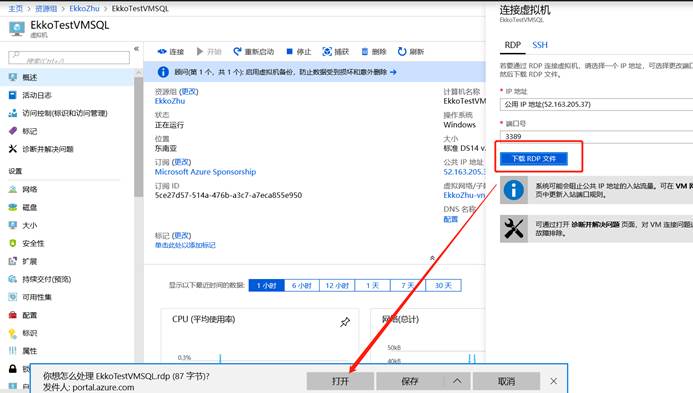 主页 > 资源组 > EkkoZhu > EkkoTestVMSQL
EkkoTestVMSQL
虚拟机
搜索(Ctrl+/)
概述
活动日志
访问控制(标识和访问管理)
标记
诊断并解决问题
设置
网络
磁盘
大小
安全性
扩展
持续交付(预览)
可用性集
配置
标识
属性
连接
开始
重新启动
停止
捕获
删除
刷新
顾问(第 1 个，共 1 个): 启用虚拟机备份，防止数据受到损坏和意外删除 →
资源组 (更改)
EkkoZhu
状态
正在运行
位置
东南亚
订阅 (更改)
Microsoft Azure Sponsorship
订阅 ID
5ce27d57-514a-476b-a3c7-a7eca855e950
标记 (更改)
单击此处以添加标记
计算机名称
EkkoTestVM
操作系统
Windows
大小
标准 DS14 v
公共 IP 地址
52.163.205.
虚拟网络/子
EkkoZhu-vn
DNS 名称
配置
显示以下最近时间的数据:
1 小时
6 小时
12 小时
1 天
7 天
30 天
CPU (平均使用率)
0.3%
网络(总计)
50kB
40kB
连接虚拟机
EkkoTestVMSQL
RDP
SSH
若要通过 RDP 连接虚拟机，请选择一个 IP 地址，可选择更改端口
然后下载 RDP 文件。
* IP 地址
公用 IP 地址(52.163.205.37)
* 端口号
3389
下载 RDP 文件
系统可能会阻止公共 IP 地址的入站流量。可在 VM 网
页中更新入站端口规则。
可通过打开 诊断并解决问题 页面，对 VM 连接问题进
故障排除。
你想怎么处理 EkkoTestVMSQL.rdp (87 字节)?
发件人: portal.azure.com
打开
保存
取消